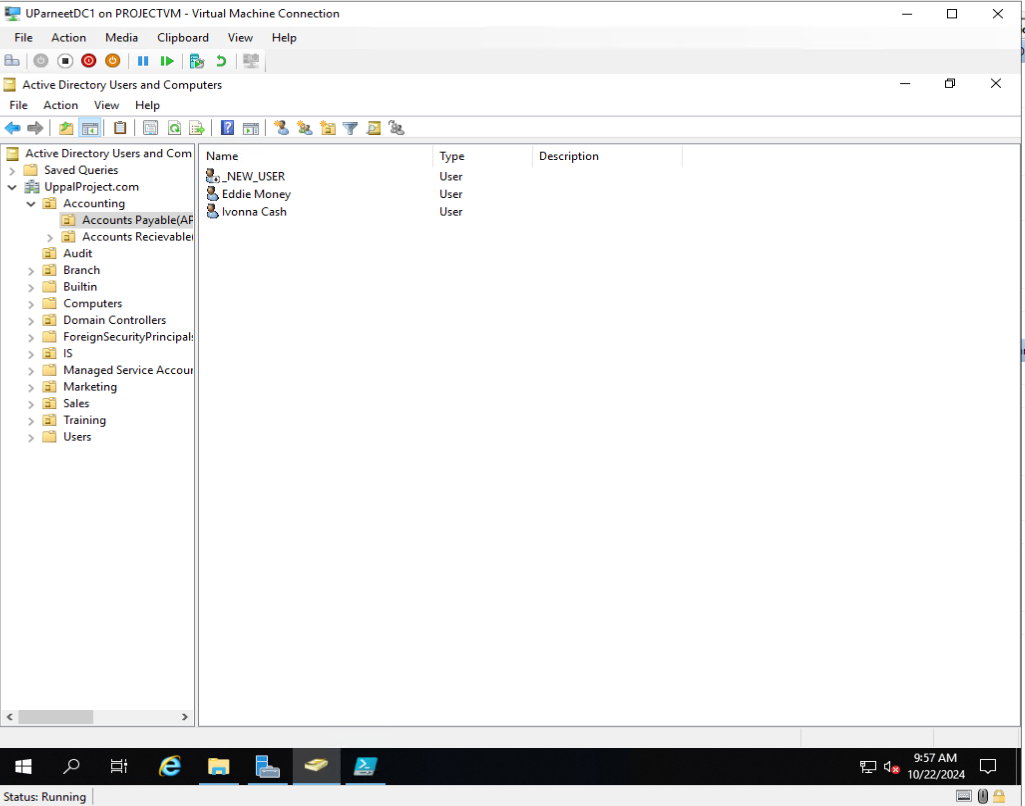 UParneetDC1 on PROJECTVM - Virtual Machine Connection
File Action Media Clipboard View Help
Active Directory Users and Computers
File Action View Help
Active Directory Users and Com
Saved Queries
UppalProject.com
Accounting
Accounts Payable(AP
Accounts Recievable(
Audit
Branch
Builtin
Computers
Domain Controllers
ForeignSecurityPrincipals
IS
Managed Service Accour
Marketing
Sales
Training
Users
Name Type Description
_NEW_USER User
Eddie Money User
Ivonna Cash User
9:57 AM
10/22/2024
Status: Running